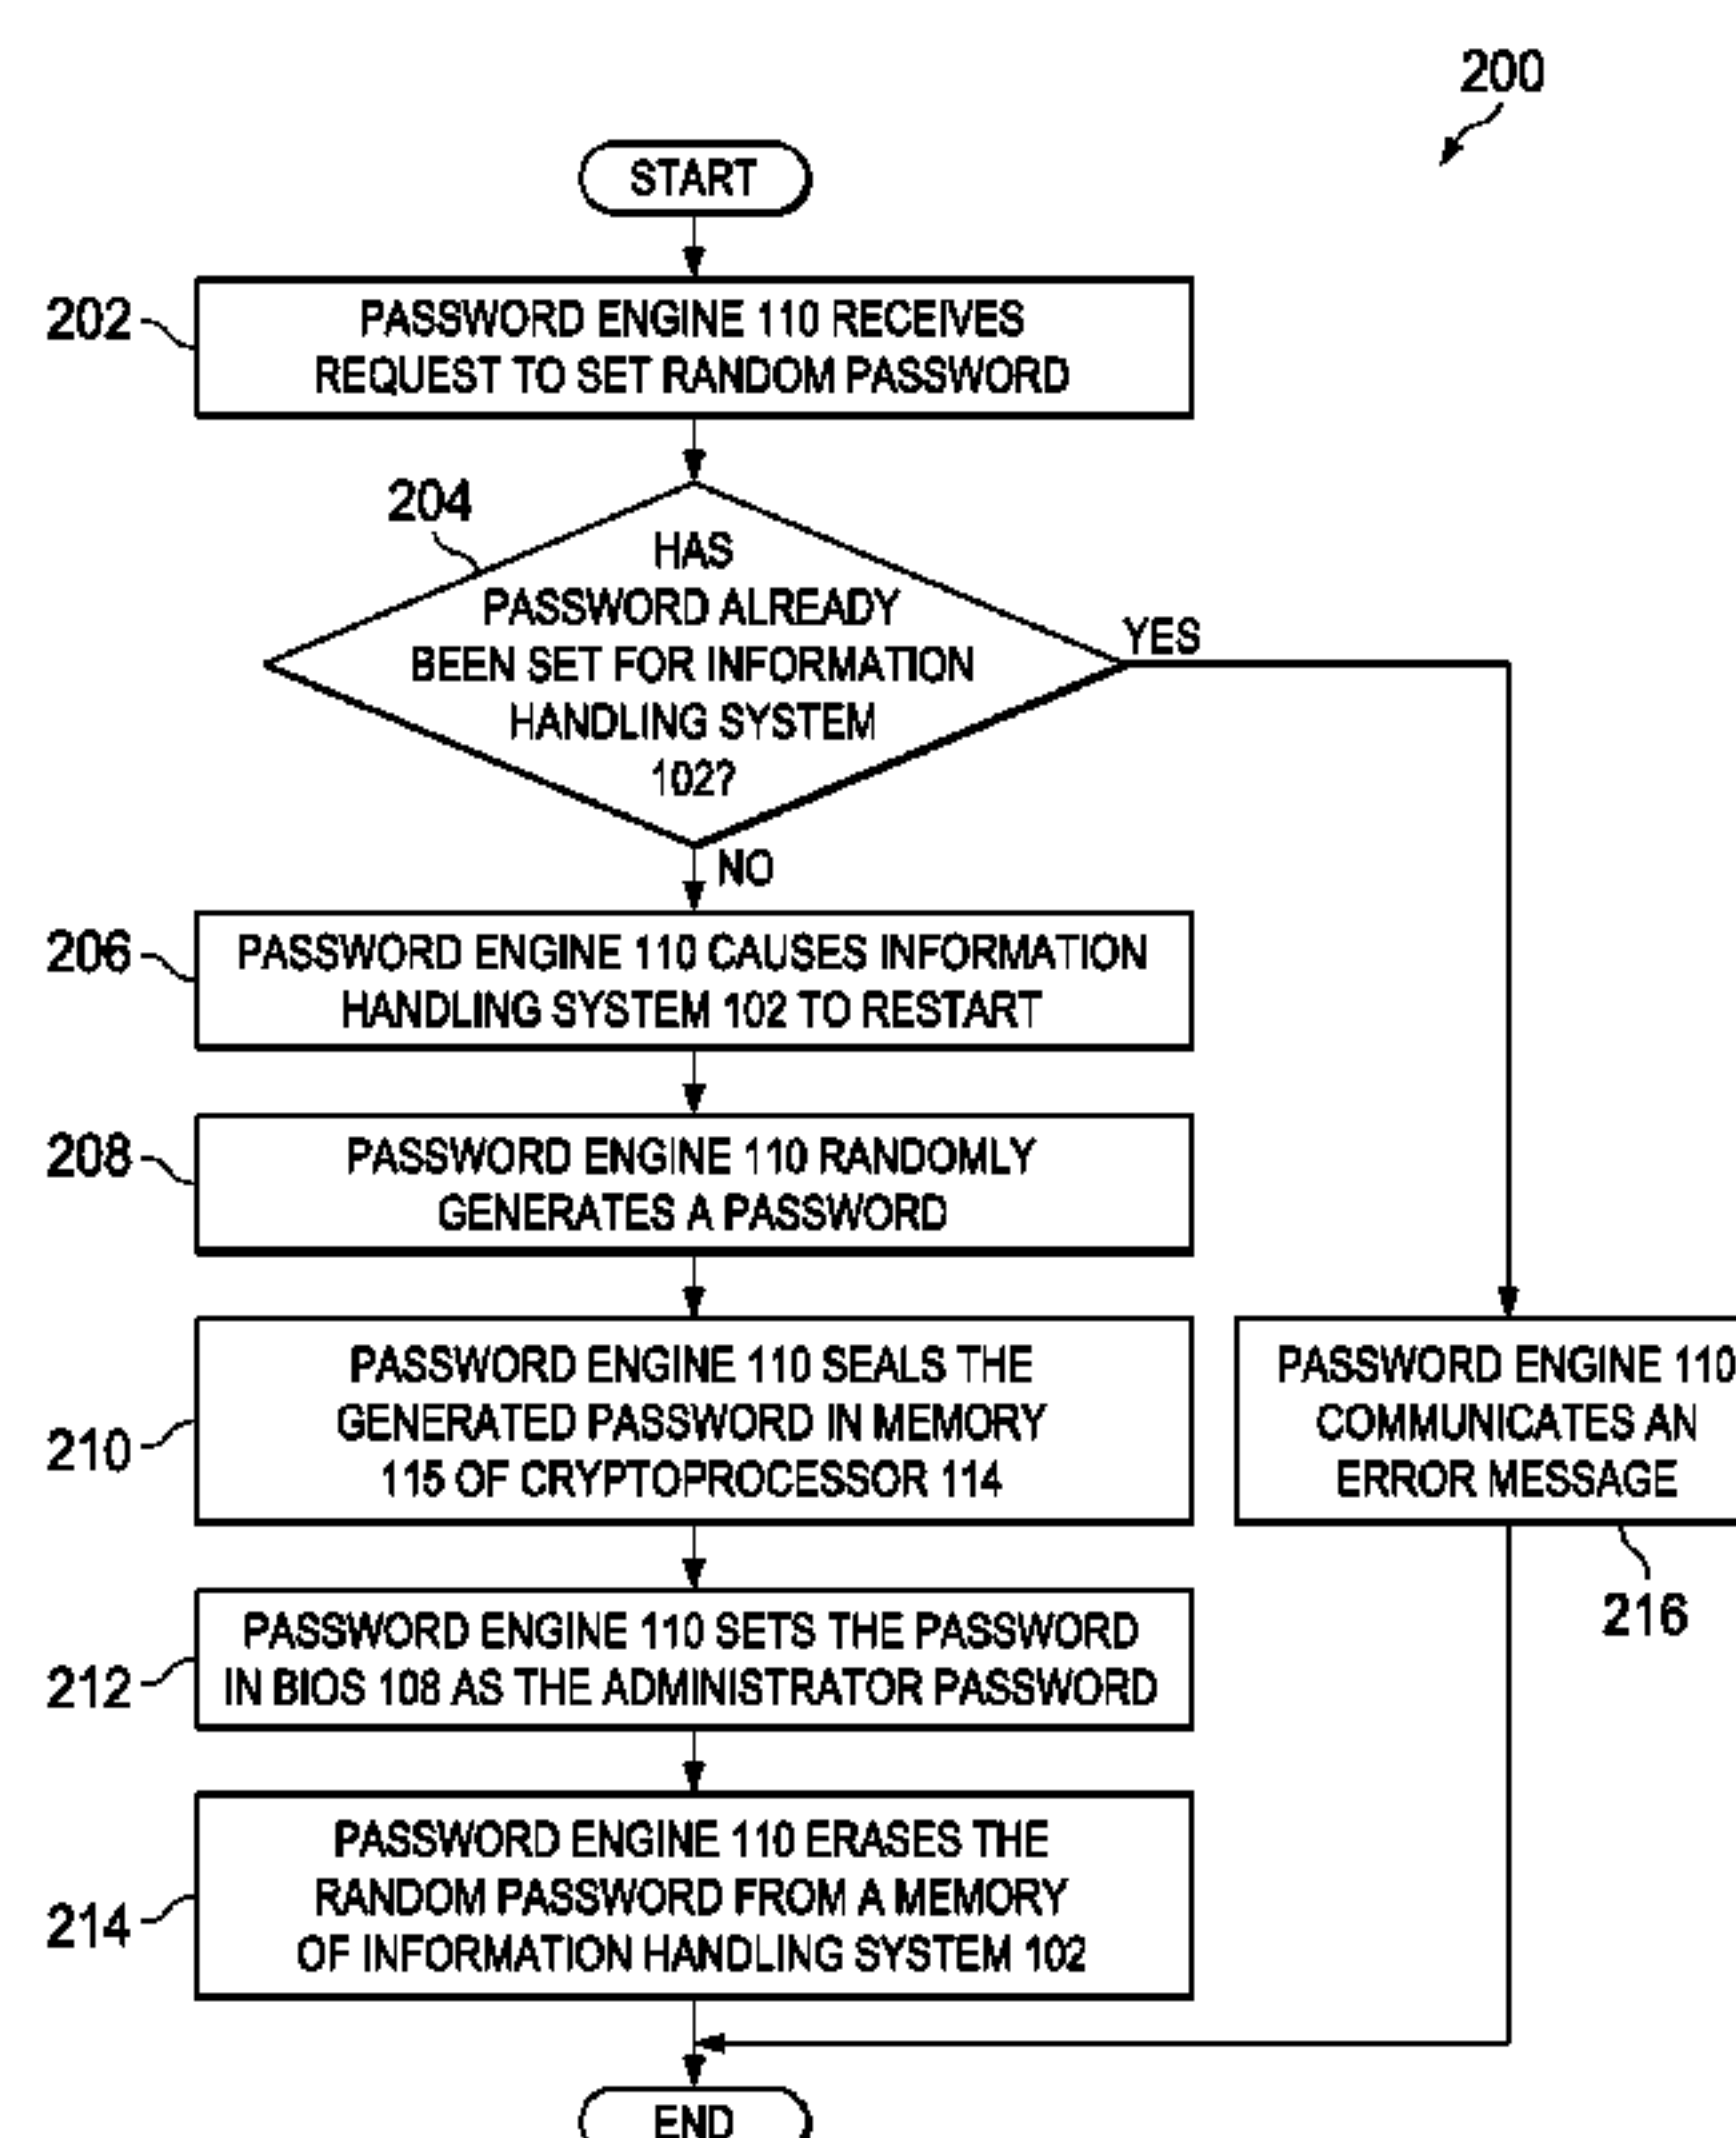 200
START
202
PASSWORD ENGINE 110 RECEIVES
REQUEST TO SET RANDOM PASSWORD
204
HAS
PASSWORD ALREADY
BEEN SET FOR INFORMATION
HANDLING SYSTEM
102?
YES
NO
206
PASSWORD ENGINE 110 CAUSES INFORMATION
HANDLING SYSTEM 102 TO RESTART
208
PASSWORD ENGINE 110 RANDOMLY
GENERATES A PASSWORD
210
PASSWORD ENGINE 110 SEALS THE
GENERATED PASSWORD IN MEMORY
115 OF CRYPTOPROCESSOR 114
PASSWORD ENGINE 110
COMMUNICATES AN
ERROR MESSAGE
216
212
PASSWORD ENGINE 110 SETS THE PASSWORD
IN BIOS 108 AS THE ADMINISTRATOR PASSWORD
214
PASSWORD ENGINE 110 ERASES THE
RANDOM PASSWORD FROM A MEMORY
OF INFORMATION HANDLING SYSTEM 102
END